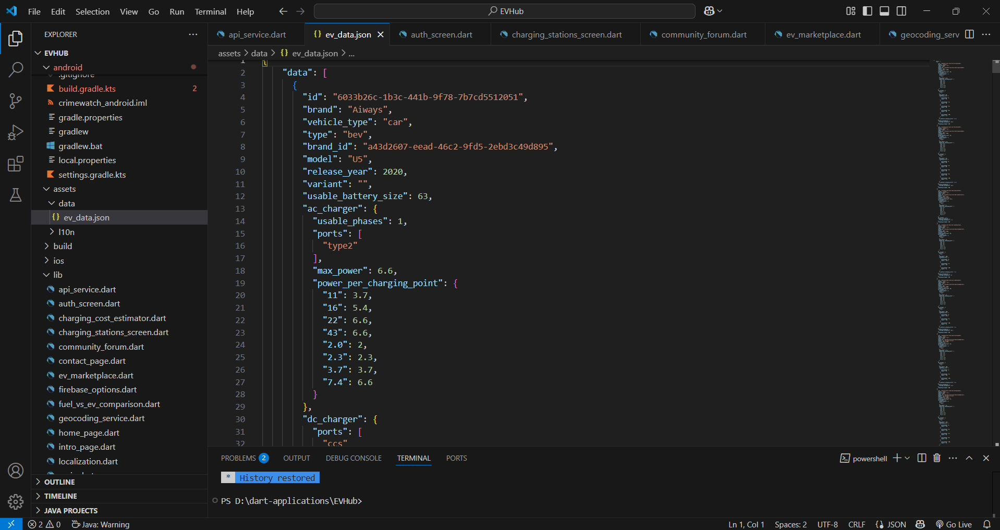 File Edit Selection View Go Run Terminal Help
EVHub
EXPLORER
EVHUB
android
.gitignore
build.gradle.kts 2
crimewatch_android.iml
gradle.properties
gradlew
gradlew.bat
local.properties
settings.gradle.kts
assets
data
{} ev_data.json
l10n
build
ios
lib
api_service.dart
auth_screen.dart
charging_cost_estimator.dart
charging_stations_screen.dart
community_forum.dart
contact_page.dart
ev_marketplace.dart
firebase_options.dart
fuel_vs_ev_comparison.dart
geocoding_service.dart
home_page.dart
intro_page.dart
localization.dart
OUTLINE
TIMELINE
JAVA PROJECTS
api_service.dart {} ev_data.json auth_screen.dart charging_stations_screen.dart community_forum.dart ev_marketplace.dart geocoding_serv
assets > data > {} ev_data.json > ...
1 {
2 "data": [
3 {
4 "id": "6033b26c-1b3c-441b-9f78-7b7cd5512051",
5 "brand": "Aiways",
6 "vehicle_type": "car",
7 "type": "bev",
8 "brand_id": "a43d2607-eead-46c2-9fd5-2ebd3c49d895",
9 "model": "U5",
10 "release_year": 2020,
11 "variant": "",
12 "usable_battery_size": 63,
13 "ac_charger": {
14 "usable_phases": 1,
15 "ports": [
16 "type2"
17 ],
18 "max_power": 6.6,
19 "power_per_charging_point": {
20 "11": 3.7,
21 "16": 5.4,
22 "22": 6.6,
23 "43": 6.6,
24 "2.0": 2,
25 "2.3": 2.3,
26 "3.7": 3.7,
27 "7.4": 6.6
28 }
29 },
30 "dc_charger": {
31 "ports": [
32 "ccs"
PROBLEMS 2 OUTPUT DEBUG CONSOLE TERMINAL PORTS
powershell
* History restored
PS D:\dart-applications\EVHub>
2 0 Java: Warning
Ln 1, Col 1 Spaces: 2 UTF-8 CRLF {} JSON Go Live